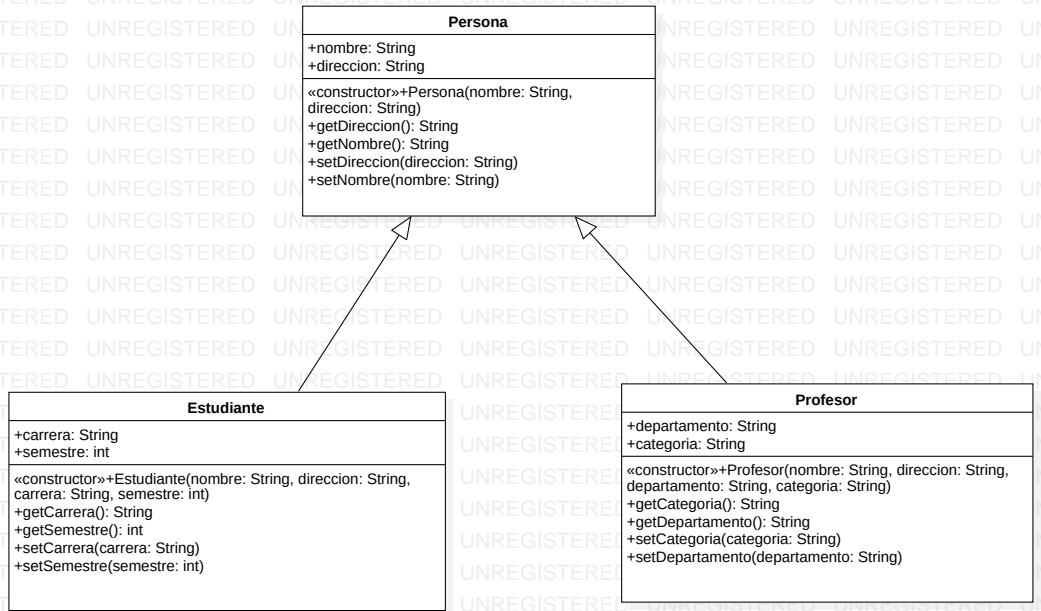 Persona
+nombre: String
+direccion: String
«constructor»+Persona(nombre: String,
direccion: String)
+getDireccion(): String
+getNombre(): String
+setDireccion(direccion: String)
+setNombre(nombre: String)
Estudiante
+carrera: String
+semestre: int
«constructor»+Estudiante(nombre: String, direccion: String,
carrera: String, semestre: int)
+getCarrera(): String
+getSemestre(): int
+setCarrera(carrera: String)
+setSemestre(semestre: int)
Profesor
+departamento: String
+categoria: String
«constructor»+Profesor(nombre: String, direccion: String,
departamento: String, categoria: String)
+getCategoria(): String
+getDepartamento(): String
+setCategoria(categoria: String)
+setDepartamento(departamento: String)
UNREGISTERED